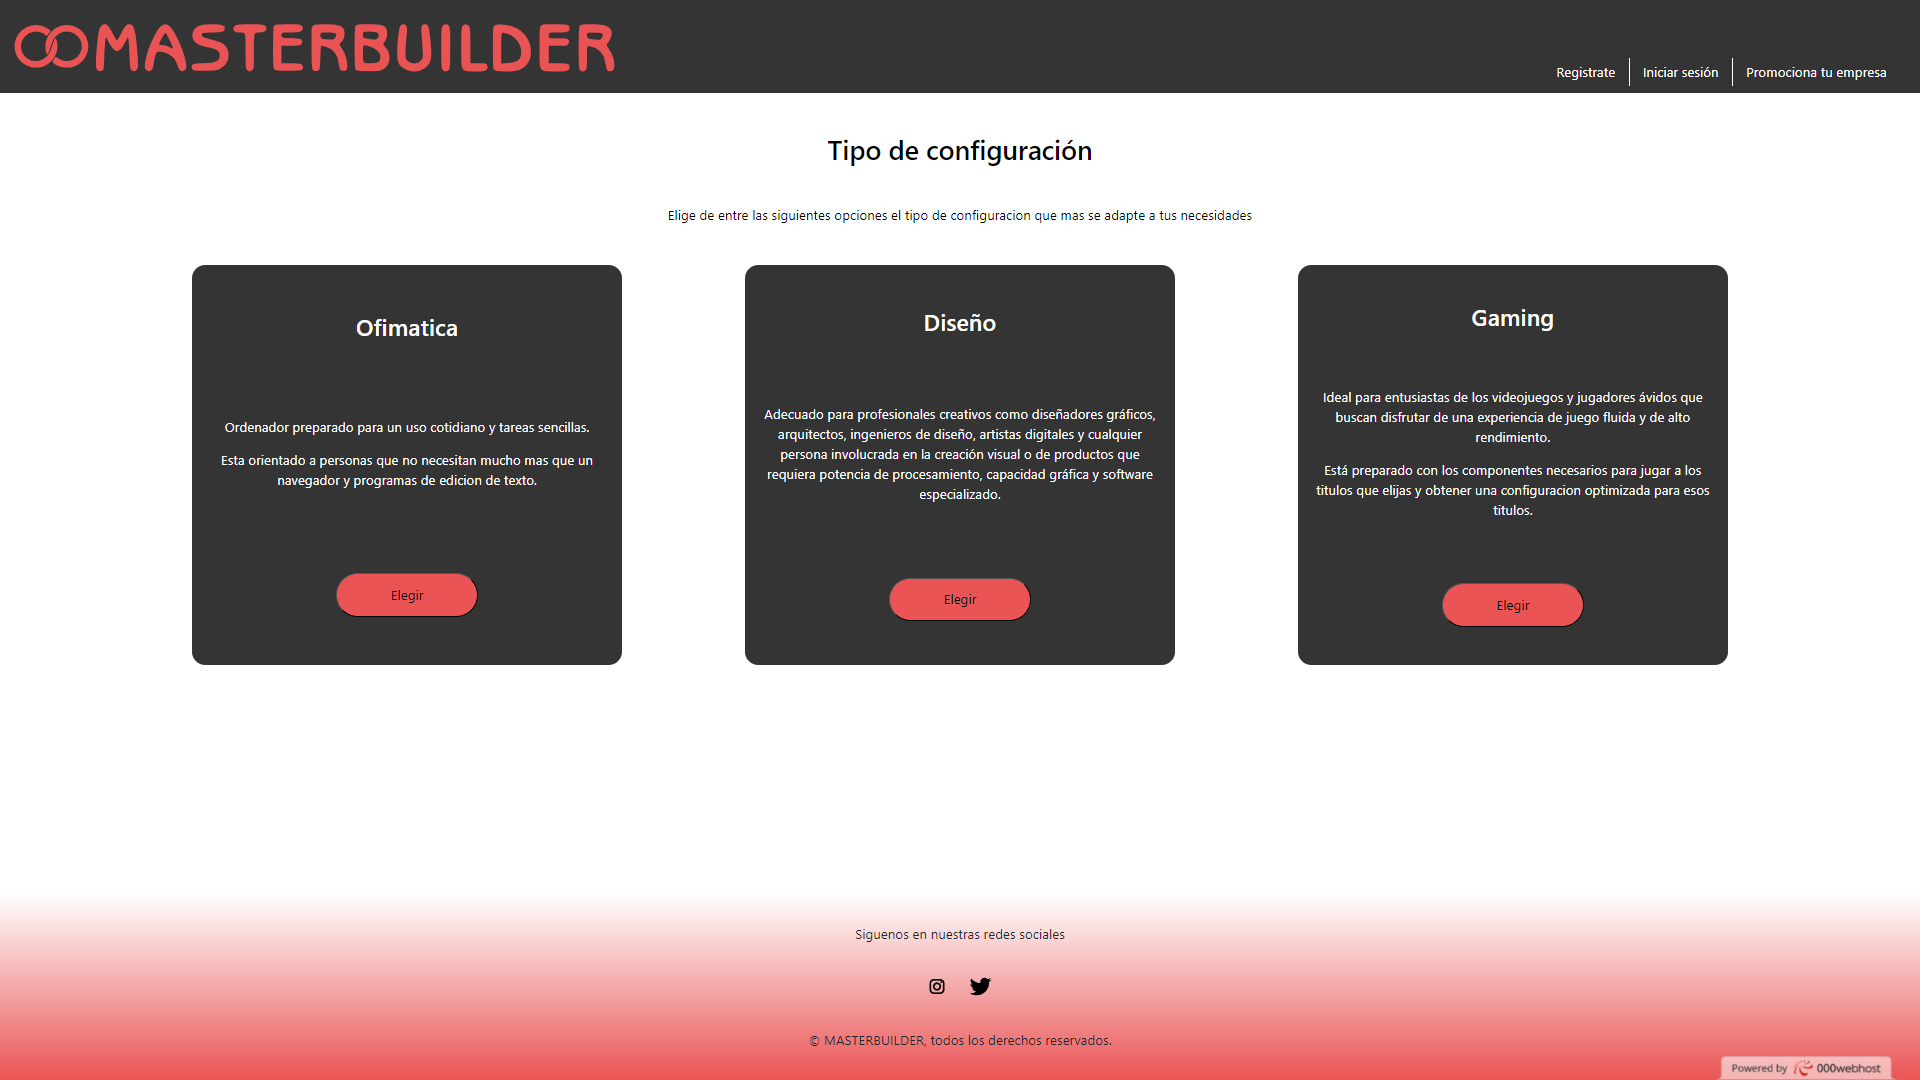 MASTERBUILDER
Registrate
Iniciar sesión
Promociona tu empresa
Tipo de configuración
Elige de entre las siguientes opciones el tipo de configuracion que mas se adapte a tus necesidades
Ofimatica
Ordenador preparado para un uso cotidiano y tareas sencillas.
Esta orientado a personas que no necesitan mucho mas que un
navegador y programas de edicion de texto.
Elegir
Diseño
Adecuado para profesionales creativos como diseñadores gráficos,
arquitectos, ingenieros de diseño, artistas digitales y cualquier
persona involucrada en la creación visual o de productos que
requiera potencia de procesamiento, capacidad gráfica y software
especializado.
Elegir
Gaming
Ideal para entusiastas de los videojuegos y jugadores ávidos que
buscan disfrutar de una experiencia de juego fluida y de alto
rendimiento.
Está preparado con los componentes necesarios para jugar a los
titulos que elijas y obtener una configuracion optimizada para esos
titulos.
Elegir
Siguenos en nuestras redes sociales
© MASTERBUILDER, todos los derechos reservados.
Powered by 000webhost